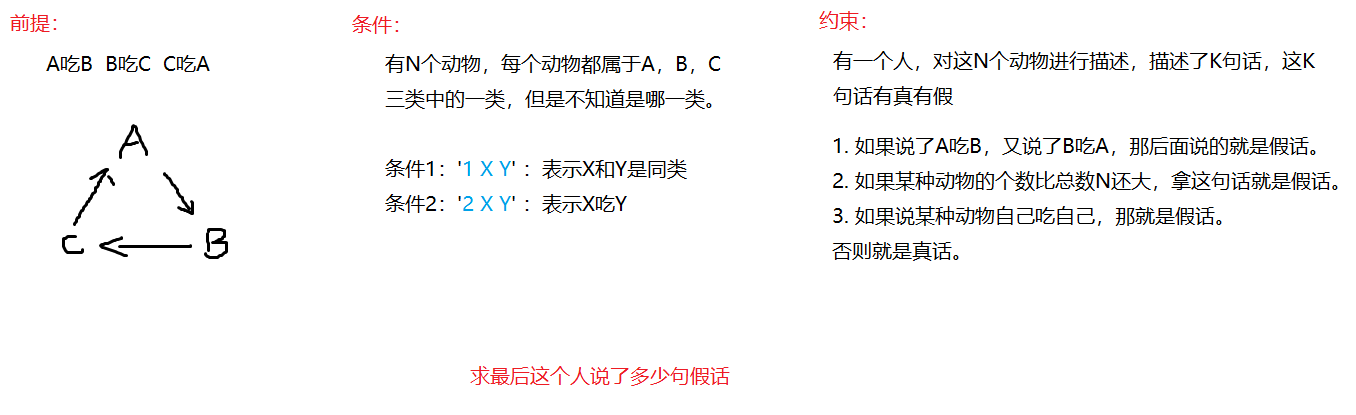 前提：
A吃B B吃C C吃A
A
C
B
条件：
有N个动物，每个动物都属于A，B，C
三类中的一类，但是不知道是哪一类。
条件1：'1 X Y' ：表示X和Y是同类
条件2：'2 X Y' ：表示X吃Y
约束：
有一个人，对这N个动物进行描述，描述了K句话，这K
句话有真有假
1. 如果说了A吃B，又说了B吃A，那后面说的就是假话。
2. 如果某种动物的个数比总数N还大，拿这句话就是假话。
3. 如果说某种动物自己吃自己，那就是假话。
否则就是真话。
求最后这个人说了多少句假话